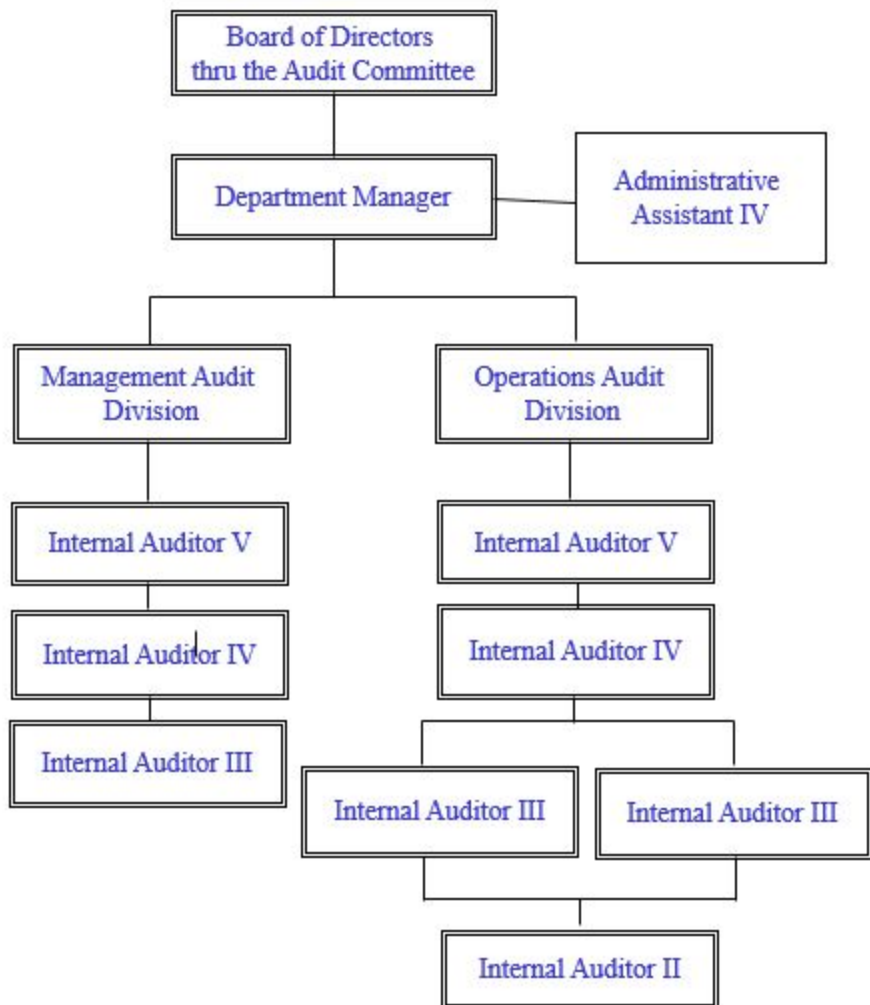 Board of Directors
thru the Audit Committee
Department Manager
Administrative
Assistant IV
Management Audit
Division
Operations Audit
Division
Internal Auditor V
Internal Auditor V
Internal Auditor IV
Internal Auditor IV
Internal Auditor III
Internal Auditor III
Internal Auditor III
Internal Auditor II